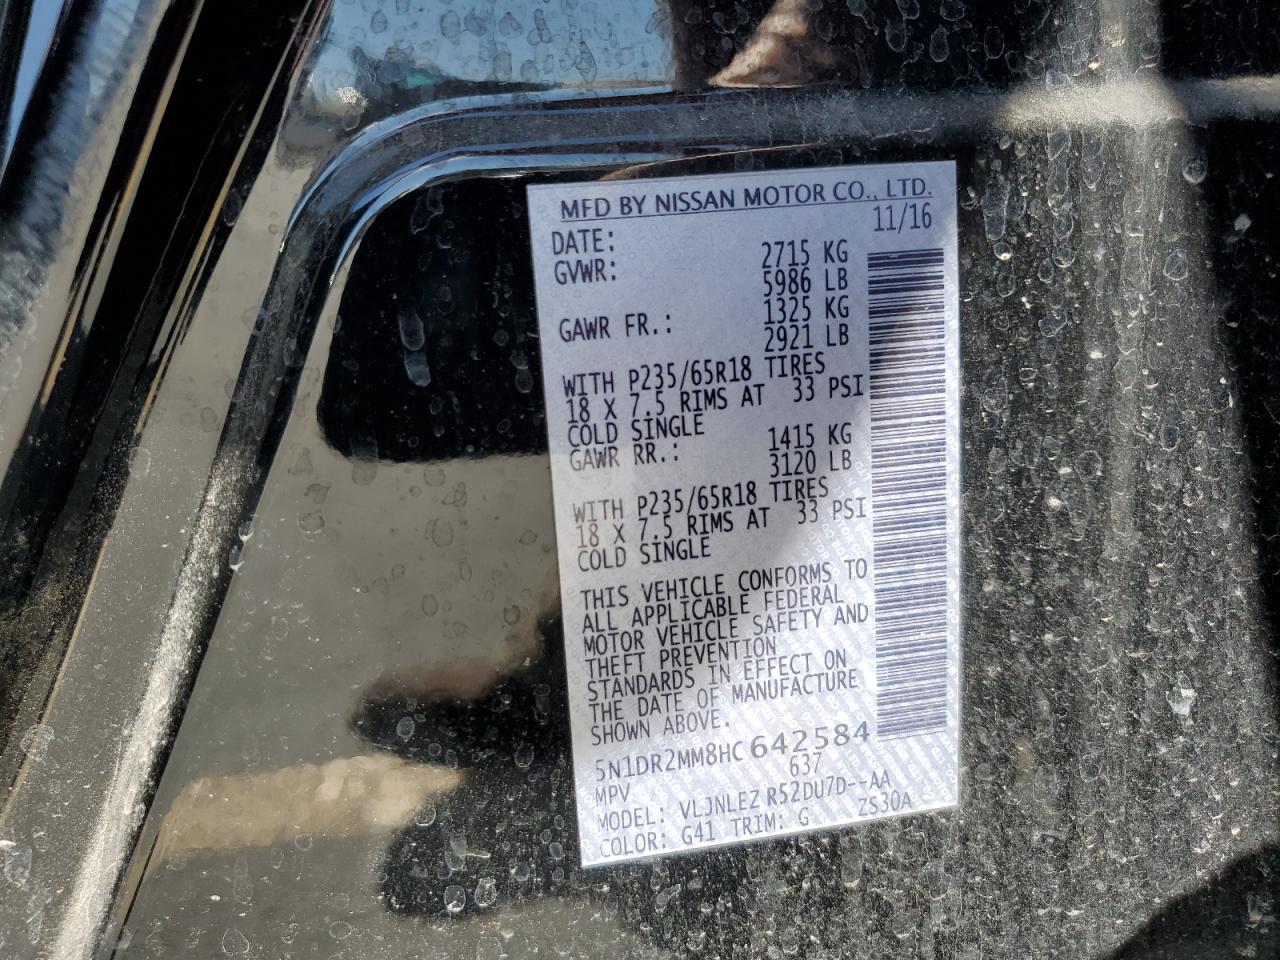 MFD BY NISSAN MOTOR CO., LTD.
DATE: 11/16
GVWR: 2715 KG
5986 LB
GAWR FR.: 1325 KG
2921 LB
WITH P235/65R18 TIRES
18 X 7.5 RIMS AT 33 PSI
COLD SINGLE
GAWR RR.: 1415 KG
3120 LB
WITH P235/65R18 TIRES
18 X 7.5 RIMS AT 33 PSI
COLD SINGLE
THIS VEHICLE CONFORMS TO
ALL APPLICABLE FEDERAL
MOTOR VEHICLE SAFETY AND
THEFT PREVENTION
STANDARDS IN EFFECT ON
THE DATE OF MANUFACTURE
SHOWN ABOVE.
5N1DR2MM8HC642584
MPV 637
MODEL: VLJNLEZ R52DU7D--AA
COLOR: G41 TRIM: G ZS30A